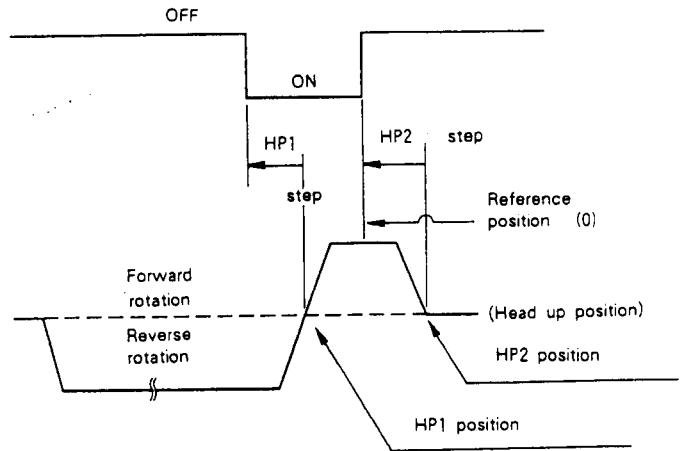 OFF
ON
HP1
HP2
step
step
Reference
position (0)
Forward
rotation
(Head up position)
Reverse
rotation
HP2 position
HP1 position